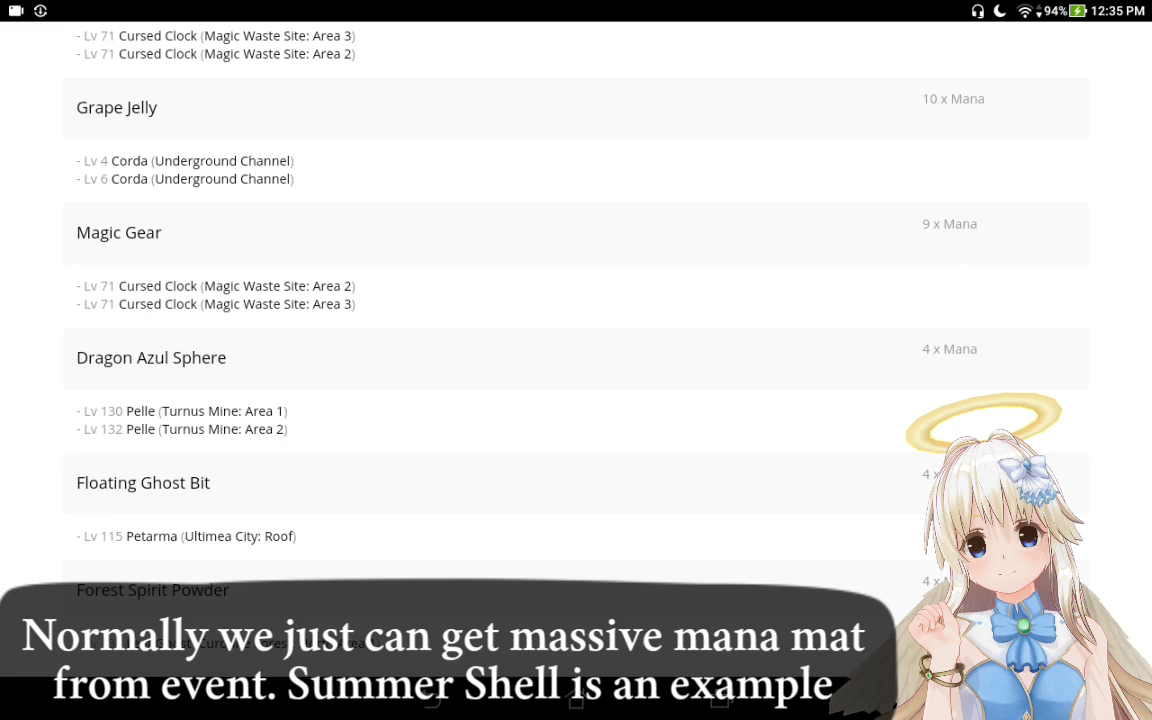 94% 12:35 PM
- Lv 71 Cursed Clock (Magic Waste Site: Area 3)
- Lv 71 Cursed Clock (Magic Waste Site: Area 2)
Grape Jelly 10 x Mana
- Lv 4 Corda (Underground Channel)
- Lv 6 Corda (Underground Channel)
Magic Gear 9 x Mana
- Lv 71 Cursed Clock (Magic Waste Site: Area 2)
- Lv 71 Cursed Clock (Magic Waste Site: Area 3)
Dragon Azul Sphere 4 x Mana
- Lv 130 Pelle (Turnus Mine: Area 1)
- Lv 132 Pelle (Turnus Mine: Area 2)
Floating Ghost Bit 4 x
- Lv 115 Petarma (Ultimea City: Roof)
Forest Spirit Powder 4 x
Normally we just can get massive mana mat
from event. Summer Shell is an example